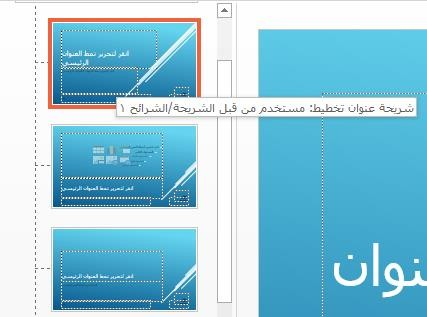 انقر لتحرير نمط العنوان
الرئيسي
شريحة عنوان تخطيط: مستخدم من قبل الشريحة/الشرائح ١
انقر لتحرير نمط العنوان الرئيسي
انقر لتحرير نمط العنوان الرئيسي
عنوان